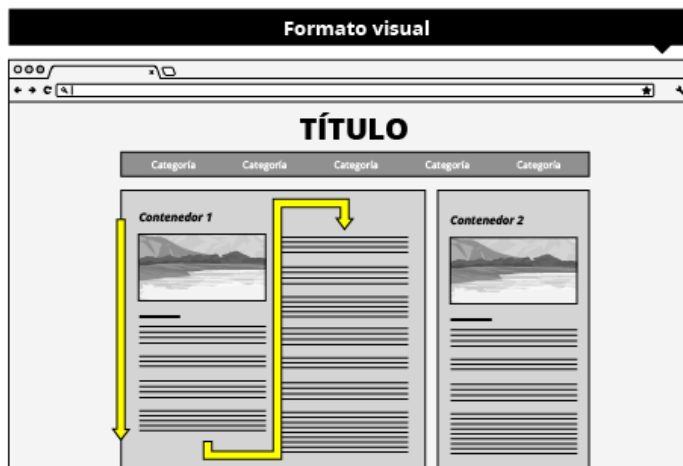 Formato visual
TÍTULO
Categoría Categoría Categoría Categoría Categoría
Contenedor 1
Contenedor 2